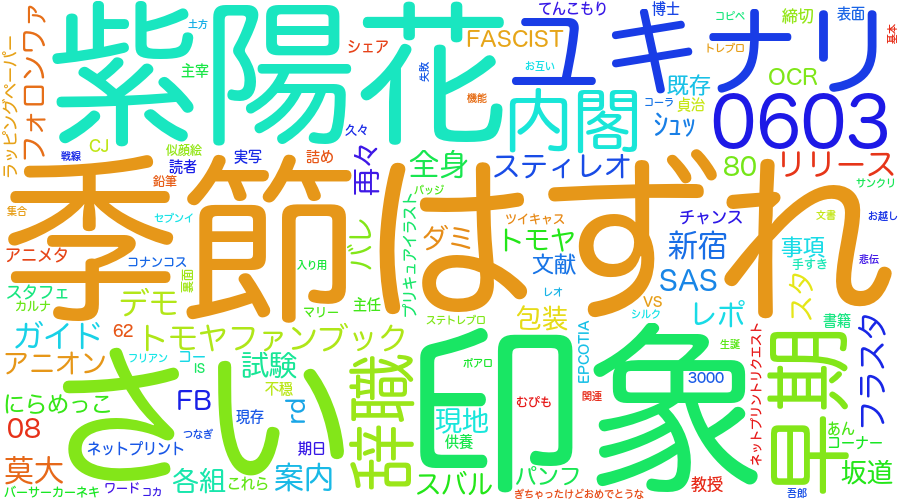 紫陽花
ユキナリ
てんこもり
博士
コピペ
締切
表面
基本
土方
シェア
FASCIST
トレプロ
お互い
主宰
失敗
既存
OCR
機能
内閣
コーラ
貞治
0603
ラッピングペーパー
フォロンワァ
CJ
似顔絵
久々
シュッ
戦線
読者
実写
詰め
再々
全身
スティレオ
80
リリース
鉛筆
バッジ
サンクリ
集合
セブンイ
季節はずれ
ツイキャス
チャンス
文書
お越し
アニメタ
コナンコス
入り用
バレ
プリキュアイラスト
ダミ
トモヤ
新宿
事項
手すき
悲伝
文献
スタフェ
カルナ
裏面
デモ
マリー
主任
レオ
SAS
スタ
VS
シルク
レポ
書籍
ガイド
62
トモヤファンブック
ステトレプロ
包装
フラスタ
アニオン
フリアン
コー
IS
試験
ポアロ
EPCOTIA
生誕
ネットプリントリクエスト
早期
さい
印象
不穏
辞職
3000
関連
にらめっこ
FB
現存
rd
現地
供養
むぴも
あん
コーナー
08
ネットプリント
つなぎ
期日
莫大
各組
これら
案内
スバル
パンフ
教授
坂道
バーサーカーネキ
ワード
コカ
ぎちゃったけどおめでとうな
吾郎